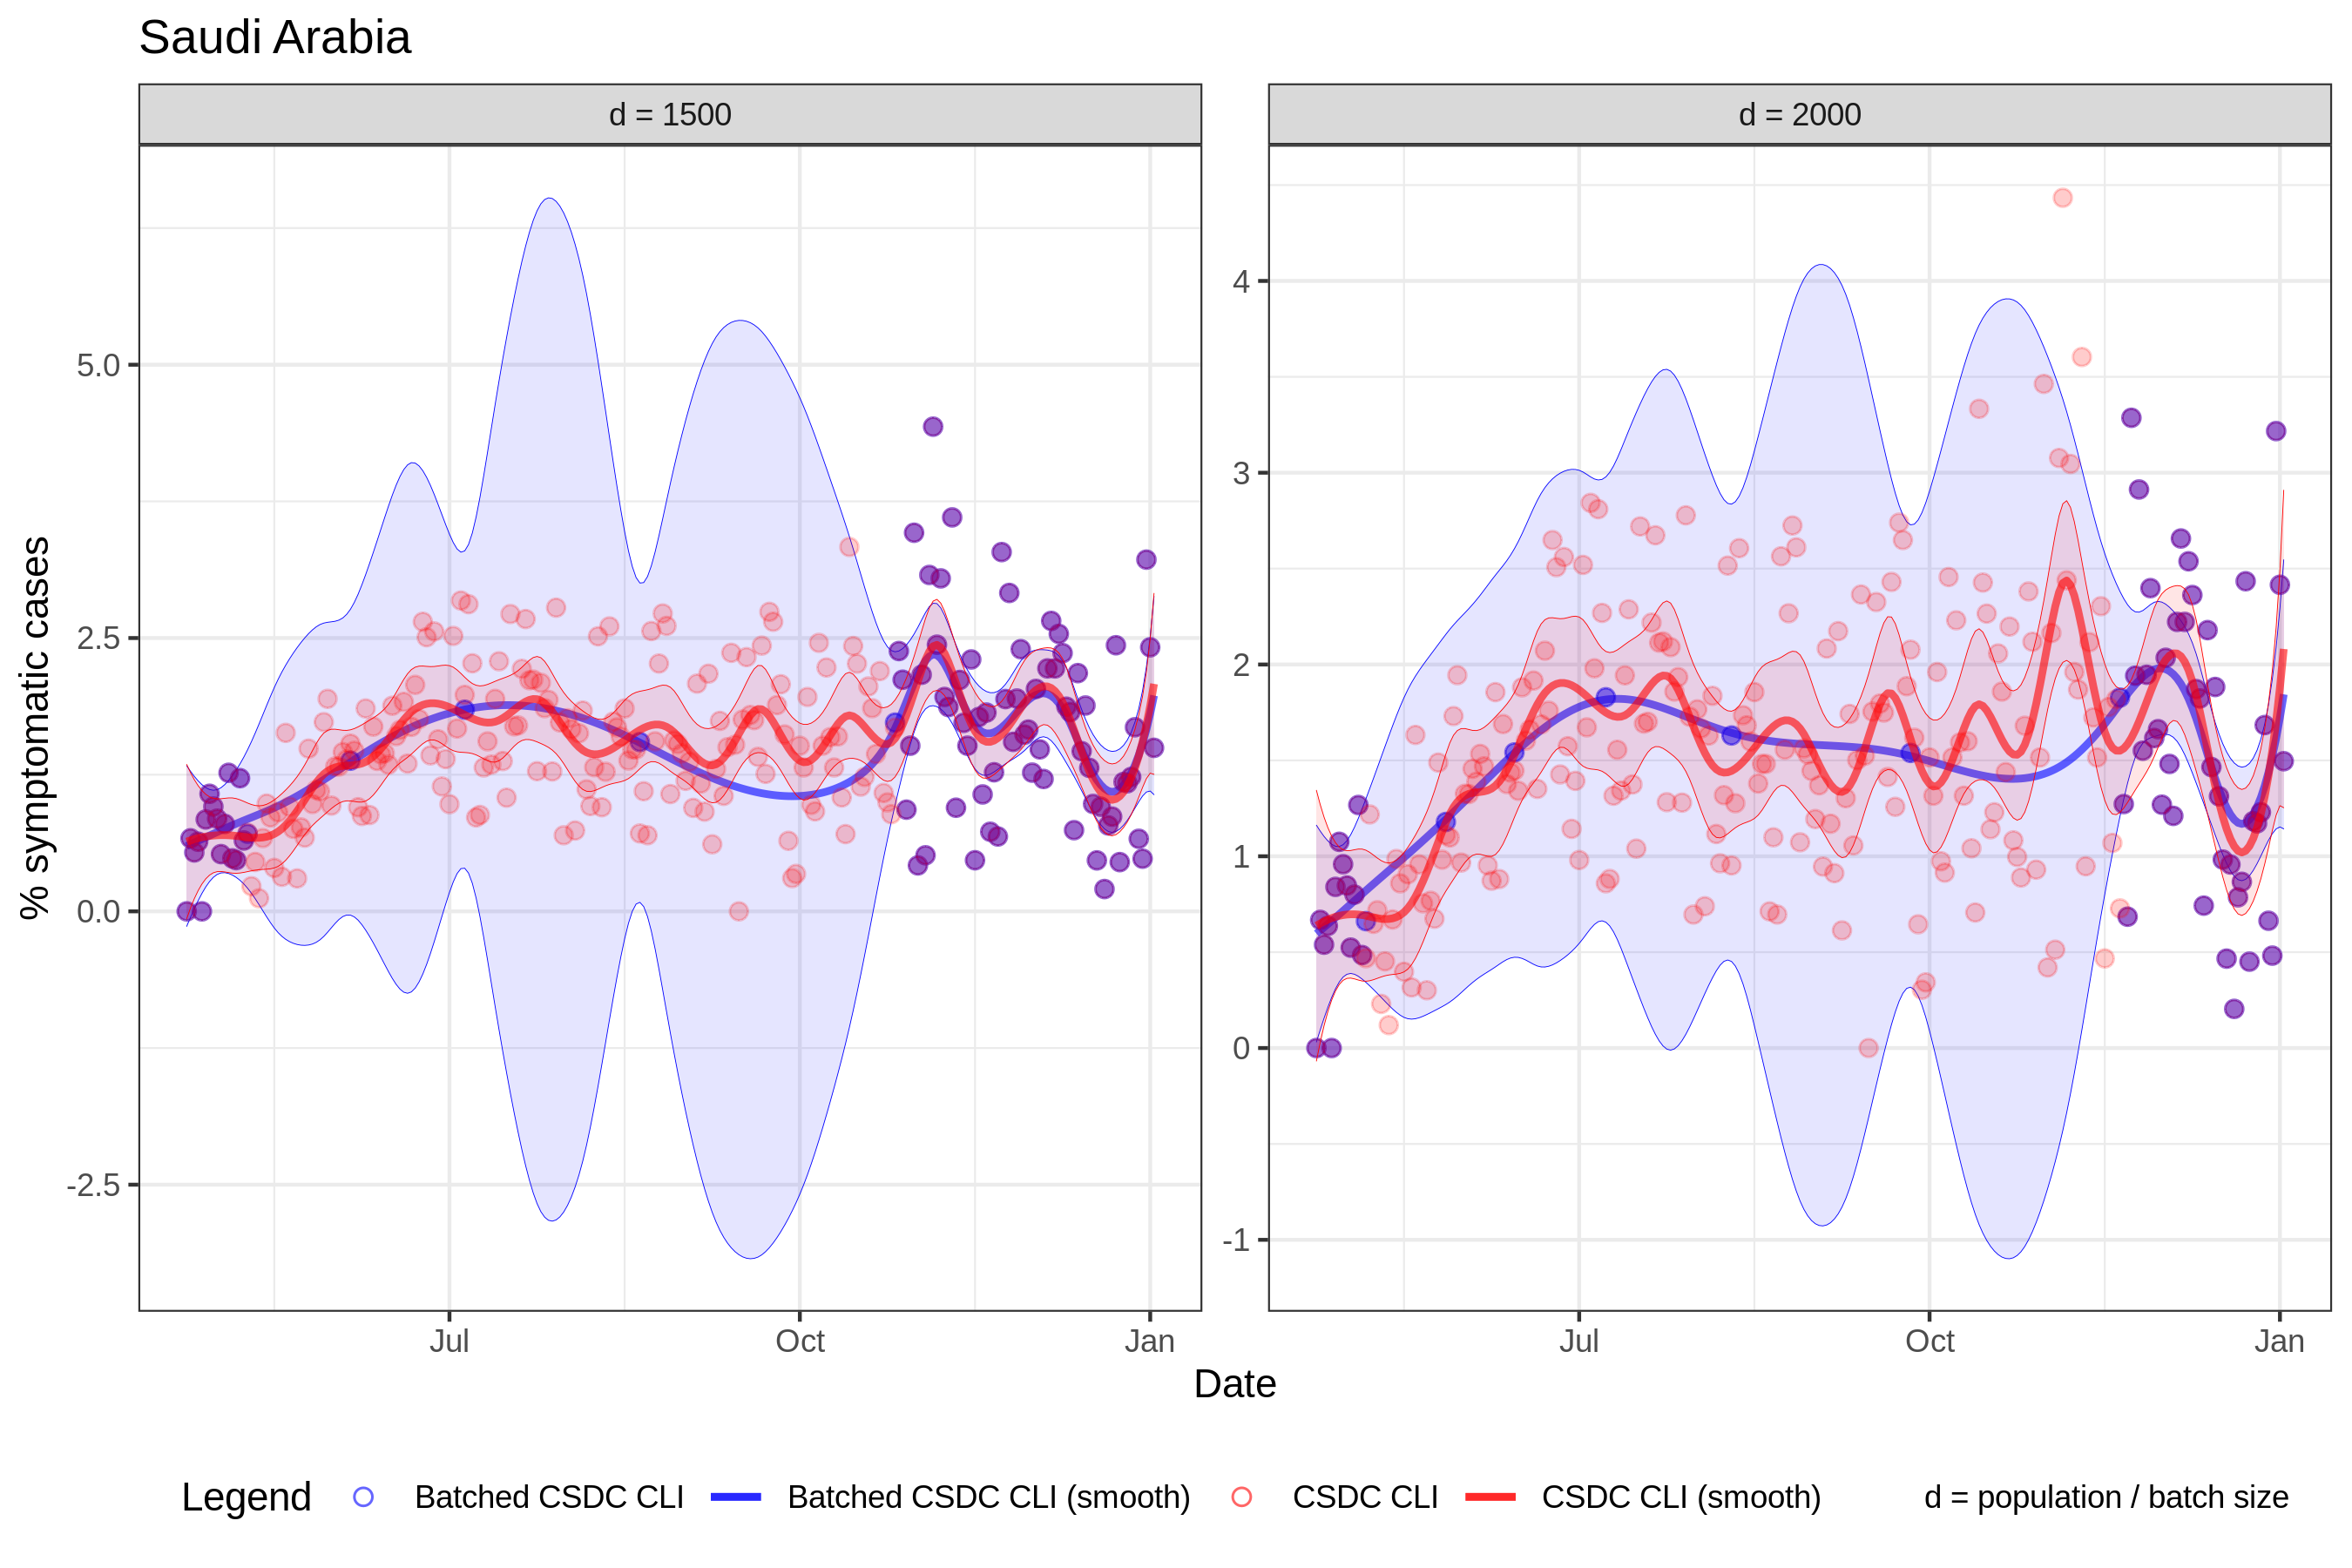 Saudi Arabia
d = 1500
d = 2000
% symptomatic cases
5.0
2.5
0.0
-2.5
4
3
2
1
0
-1
Jul
Oct
Jan
Jul
Oct
Jan
Date
Legend
Batched CSDC CLI
Batched CSDC CLI (smooth)
CSDC CLI
CSDC CLI (smooth)
d = population / batch size